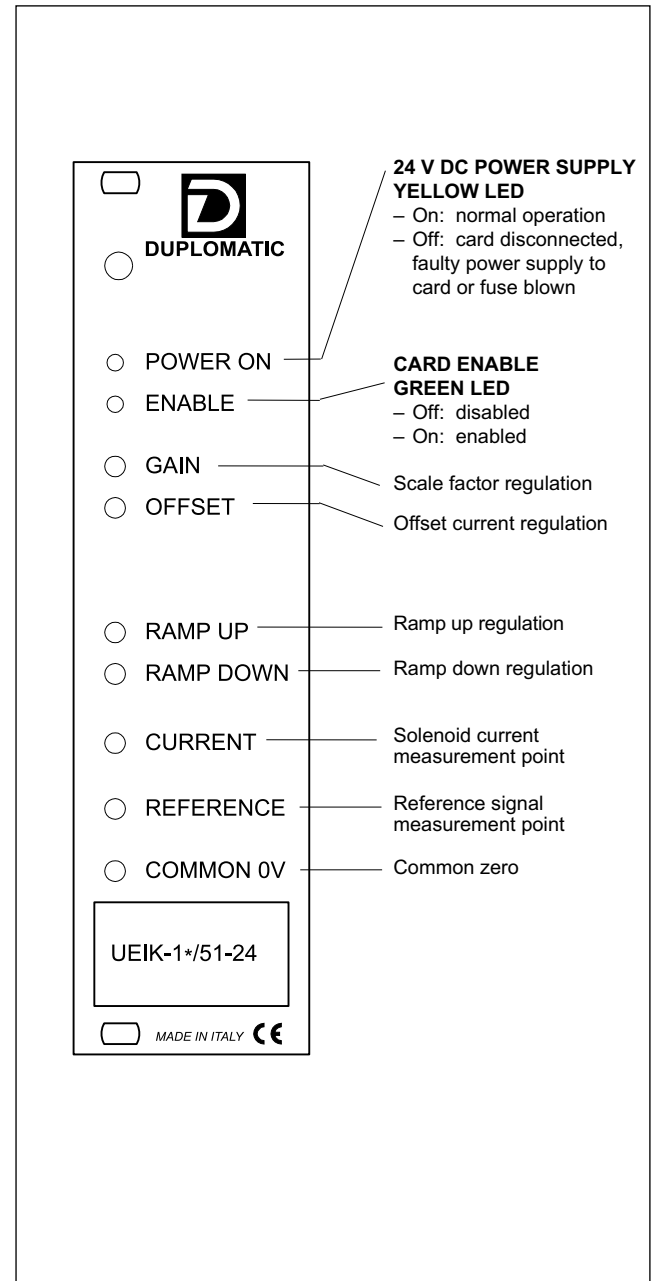 DUPLOMATIC
POWER ON
ENABLE
GAIN
OFFSET
RAMP UP
RAMP DOWN
CURRENT
REFERENCE
COMMON 0V
UEIK-1*/51-24
MADE IN ITALY CE
24 V DC POWER SUPPLY
YELLOW LED
– On: normal operation
– Off: card disconnected,
faulty power supply to
card or fuse blown
CARD ENABLE
GREEN LED
– Off: disabled
– On: enabled
Scale factor regulation
Offset current regulation
Ramp up regulation
Ramp down regulation
Solenoid current
measurement point
Reference signal
measurement point
Common zero